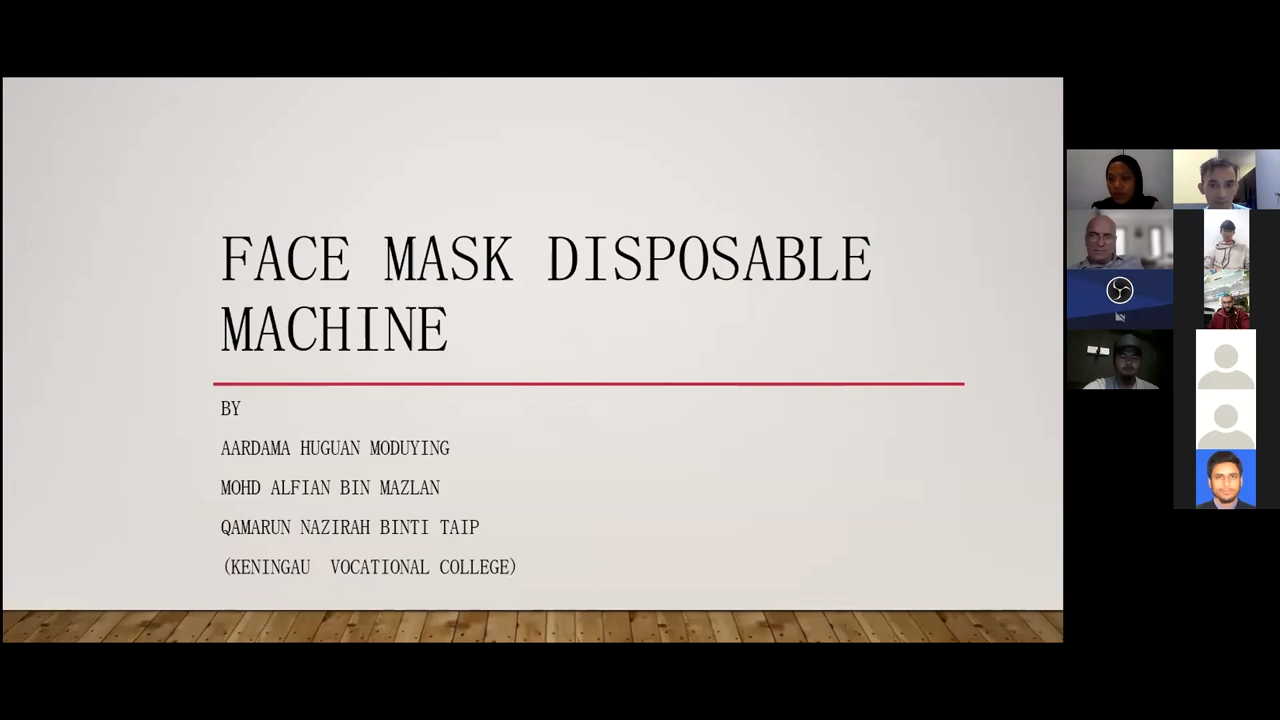 FACE MASK DISPOSABLE
MACHINE
BY
AARDAMA HUGUAN MODUYING
MOHD ALFIAN BIN MAZLAN
QAMARUN NAZIRAH BINTI TAIP
(KENINGAU  VOCATIONAL COLLEGE)